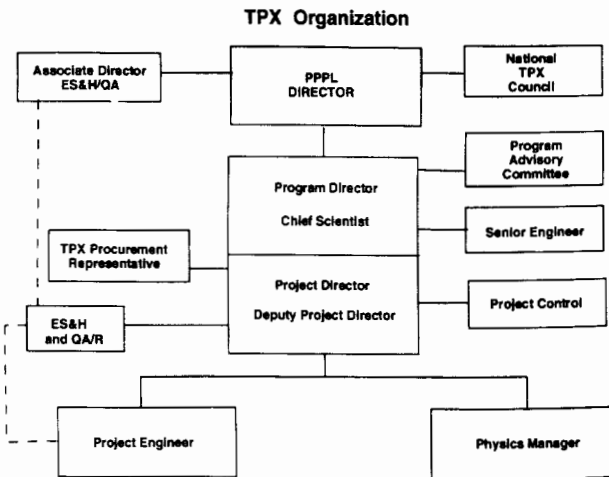 TPX Organization
Associate Director
ES&H/QA
PPPL
DIRECTOR
National
TPX
Council
Program
Advisory
Committee
Program Director
Chief Scientist
Senior Engineer
TPX Procurement
Representative
Project Director
Deputy Project Director
Project Control
ES&H
and QA/R
Project Engineer
Physics Manager